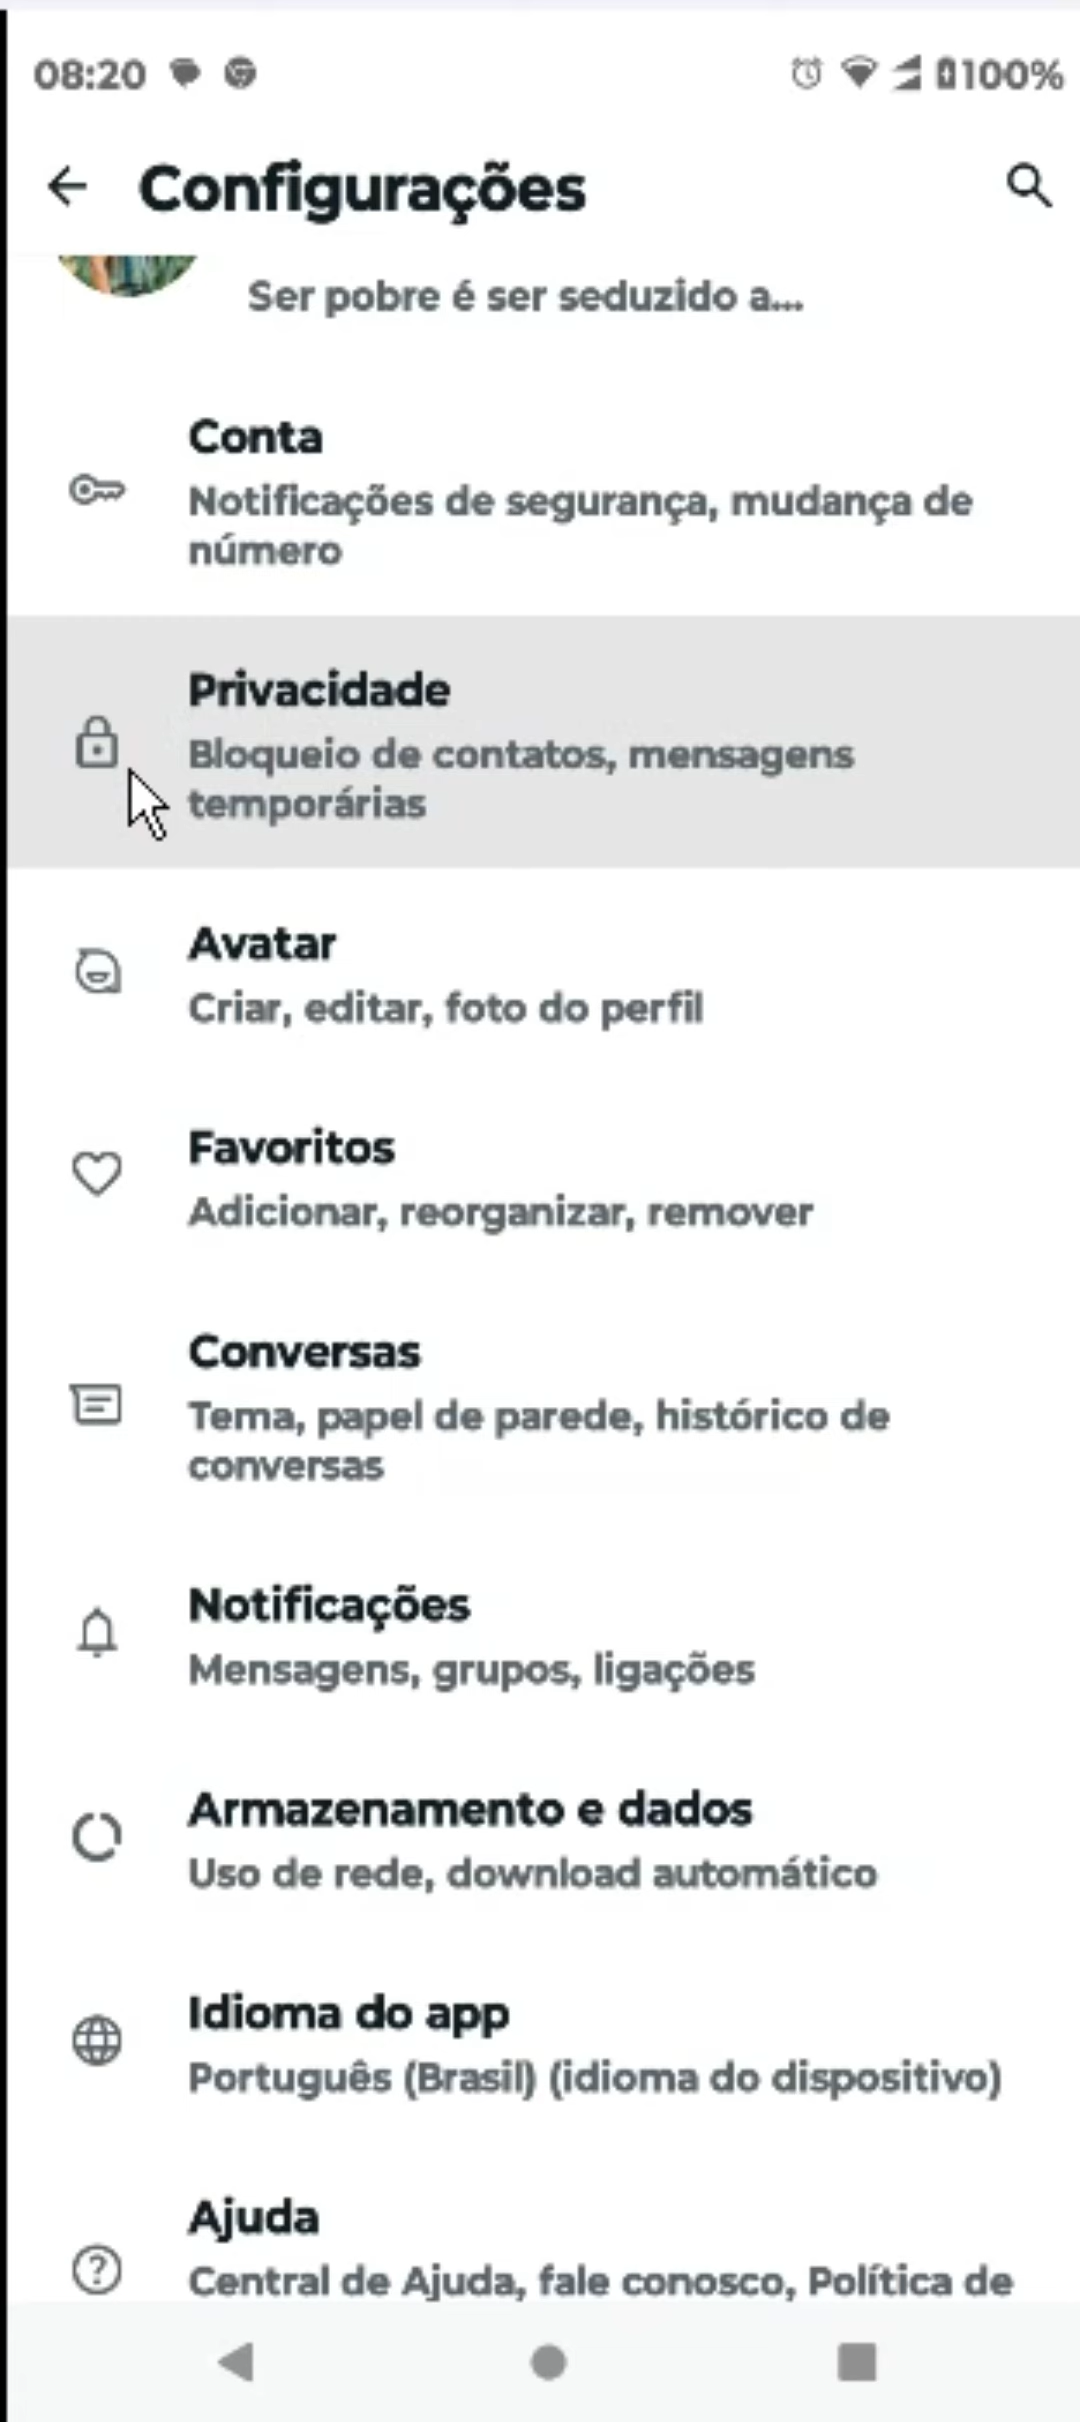 08:20
100%
Configurações
Ser pobre é ser seduzido a...
Conta
Notificações de segurança, mudança de
número
Privacidade
Bloqueio de contatos, mensagens
temporárias
Avatar
Criar, editar, foto do perfil
Favoritos
Adicionar, reorganizar, remover
Conversas
Tema, papel de parede, histórico de
conversas
Notificações
Mensagens, grupos, ligações
Armazenamento e dados
Uso de rede, download automático
Idioma do app
Português (Brasil) (idioma do dispositivo)
Ajuda
Central de Ajuda, fale conosco, Política de